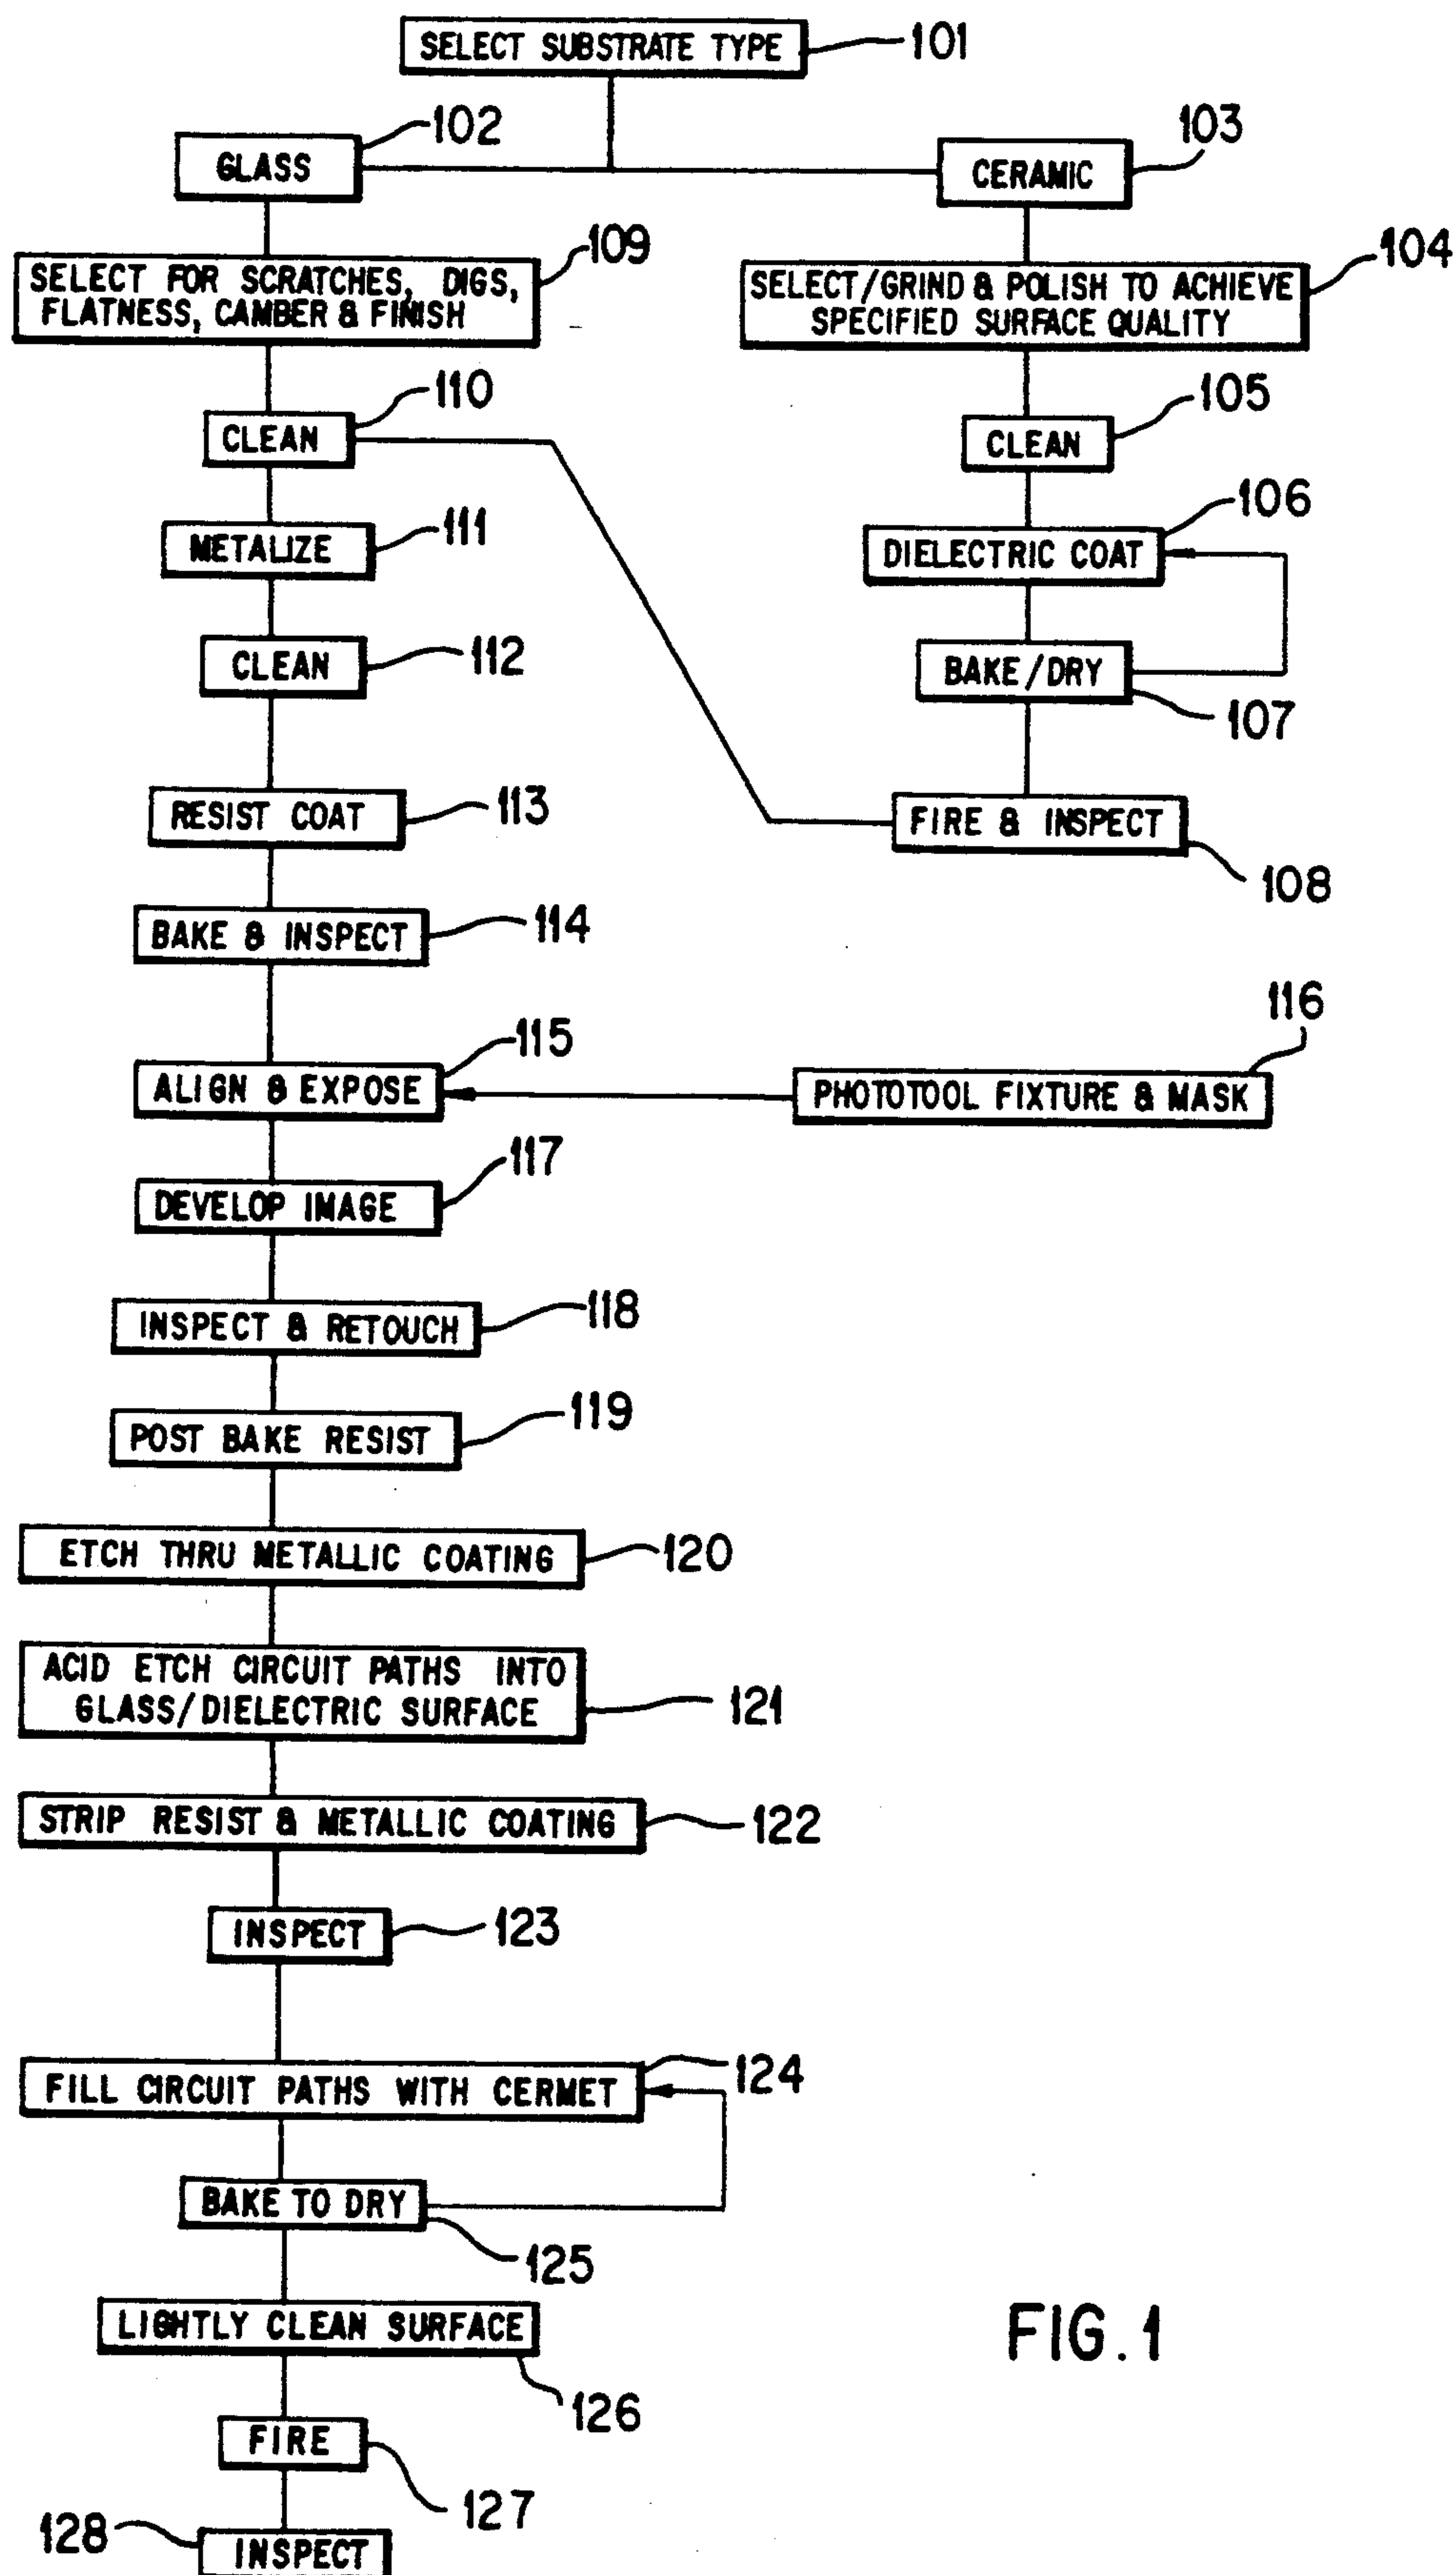 SELECT SUBSTRATE TYPE
101
GLASS
102
CERAMIC
103
SELECT FOR SCRATCHES, DIGS,
FLATNESS, CAMBER & FINISH
109
SELECT/GRIND & POLISH TO ACHIEVE
SPECIFIED SURFACE QUALITY
104
CLEAN
110
CLEAN
105
METALIZE
111
DIELECTRIC COAT
106
CLEAN
112
BAKE/DRY
107
RESIST COAT
113
FIRE & INSPECT
108
BAKE & INSPECT
114
ALIGN & EXPOSE
115
PHOTOTOOL FIXTURE & MASK
116
DEVELOP IMAGE
117
INSPECT & RETOUCH
118
POST BAKE RESIST
119
ETCH THRU METALLIC COATING
120
ACID ETCH CIRCUIT PATHS INTO
GLASS/DIELECTRIC SURFACE
121
STRIP RESIST & METALLIC COATING
122
INSPECT
123
FILL CIRCUIT PATHS WITH CERMET
124
BAKE TO DRY
125
LIGHTLY CLEAN SURFACE
126
FIRE
127
INSPECT
128
FIG. 1